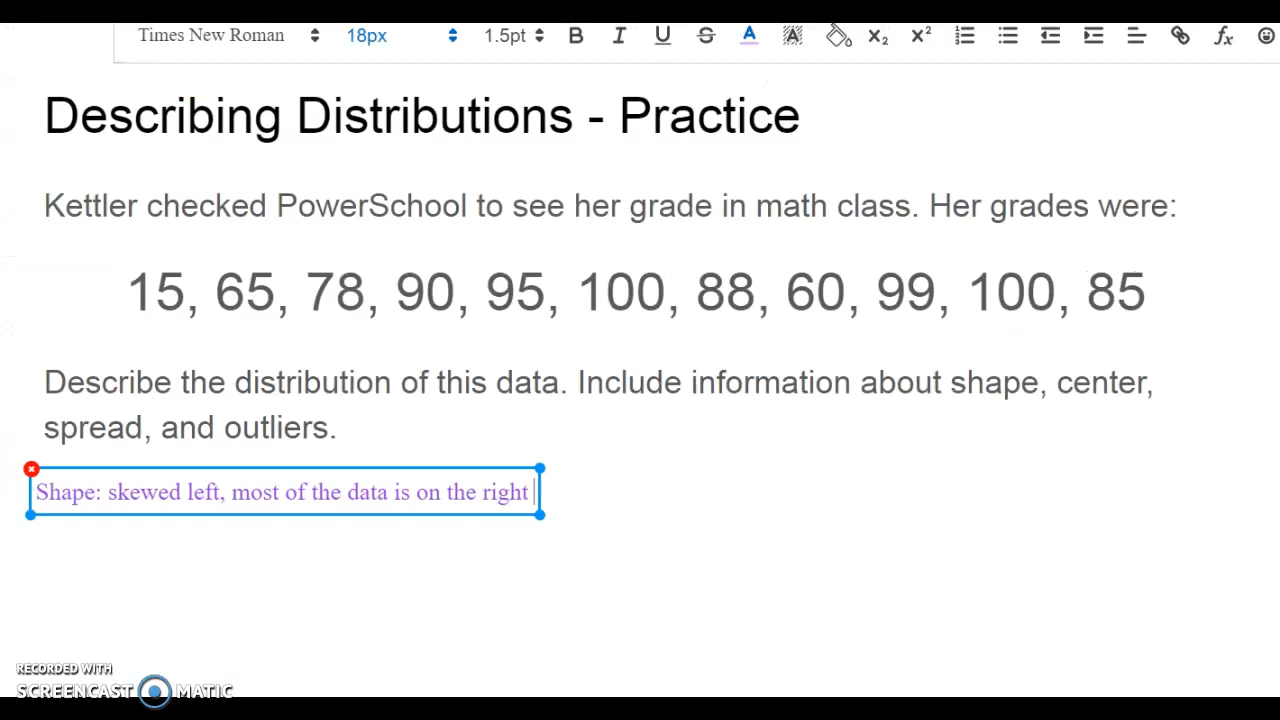 Times New Roman 18px 1.5pt B I U S A A x₂ x² fx
Describing Distributions - Practice
Kettler checked PowerSchool to see her grade in math class. Her grades were:
15, 65, 78, 90, 95, 100, 88, 60, 99, 100, 85
Describe the distribution of this data. Include information about shape, center,
spread, and outliers.
Shape: skewed left, most of the data is on the right
RECORDED WITH
SCREENCAST MATIC